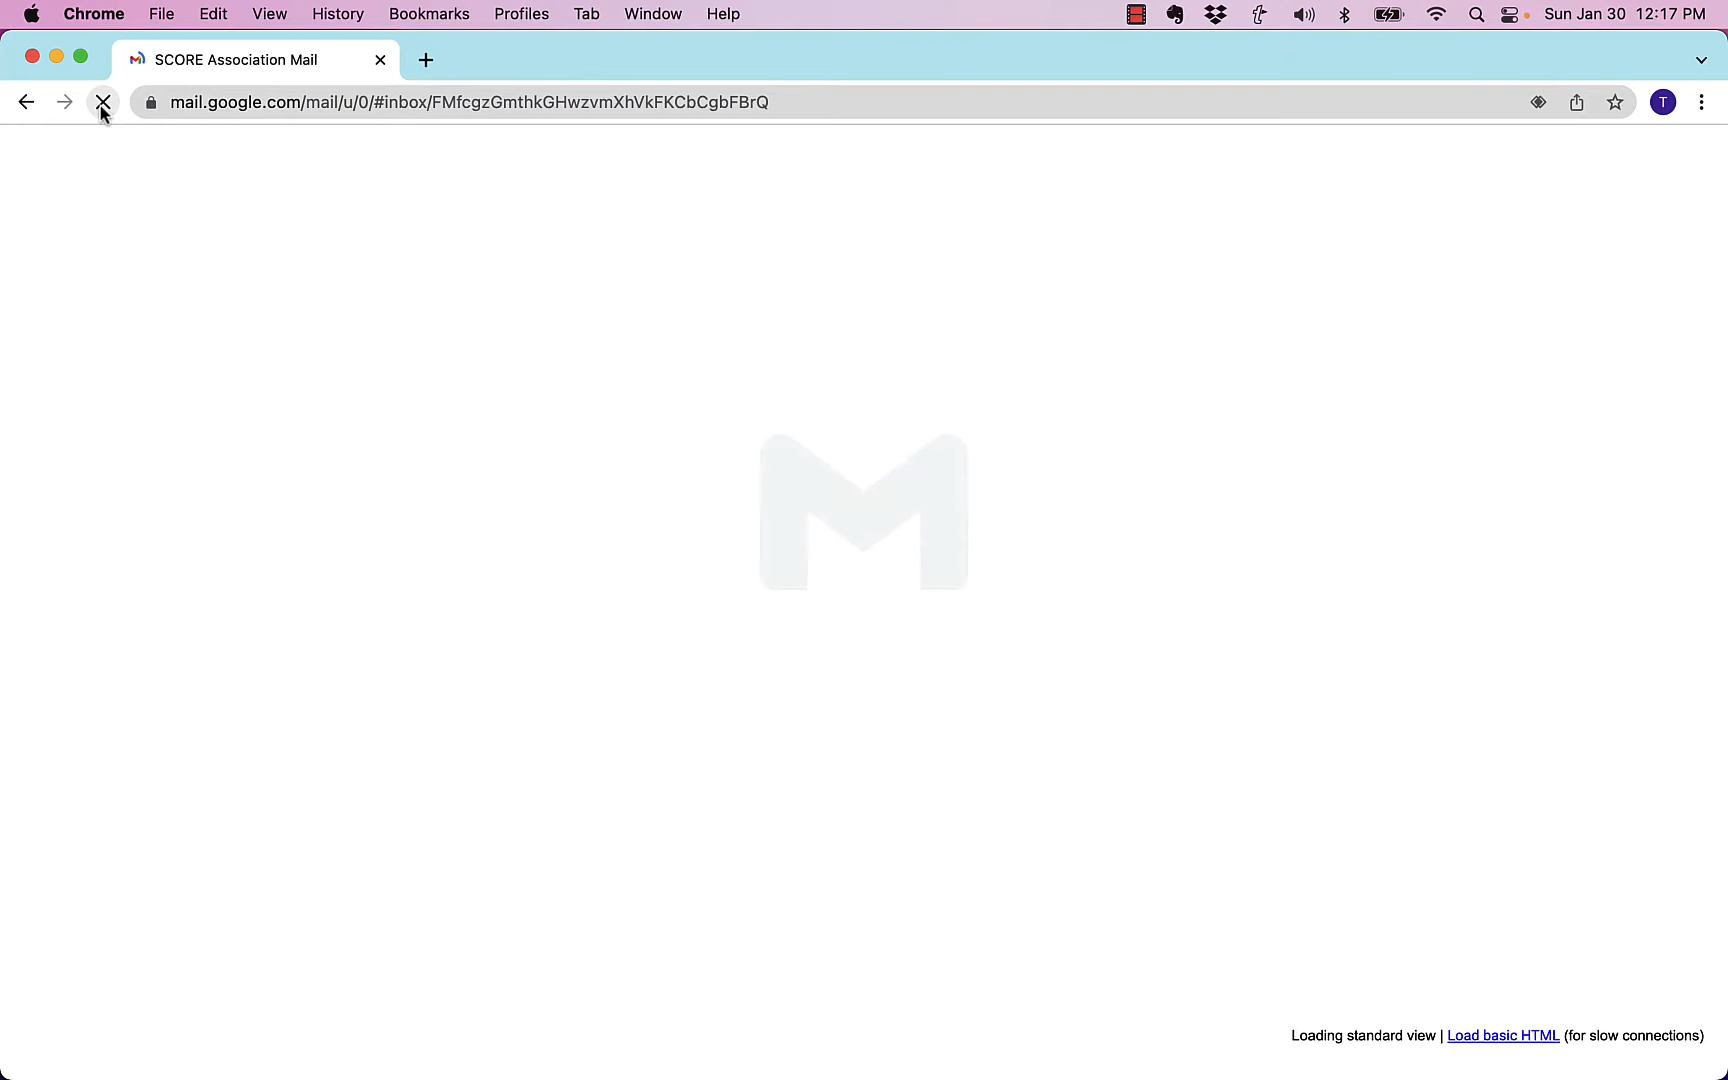 Chrome File Edit View History Bookmarks Profiles Tab Window Help Sun Jan 30 12:17 PM
SCORE Association Mail
mail.google.com/mail/u/0/#inbox/FMfcgzGmthkGHwzvmXhVkFKCbCgbFBrQ T
M
Loading standard view | Load basic HTML (for slow connections)